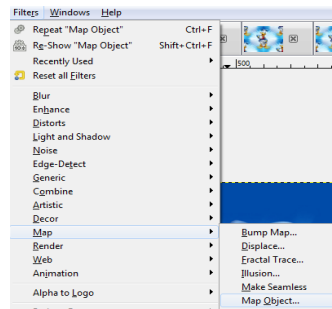 Filters Windows Help
Repeat "Map Object" Ctrl+F
Re-Show "Map Object" Shift+Ctrl+F
Recently Used
Reset all Filters
500
Blur
Enhance
Distorts
Light and Shadow
Noise
Edge-Detect
Generic
Combine
Artistic
Decor
Map
Render
Web
Animation
Alpha to Logo
Bump Map...
Displace...
Fractal Trace...
Illusion...
Make Seamless
Map Object...